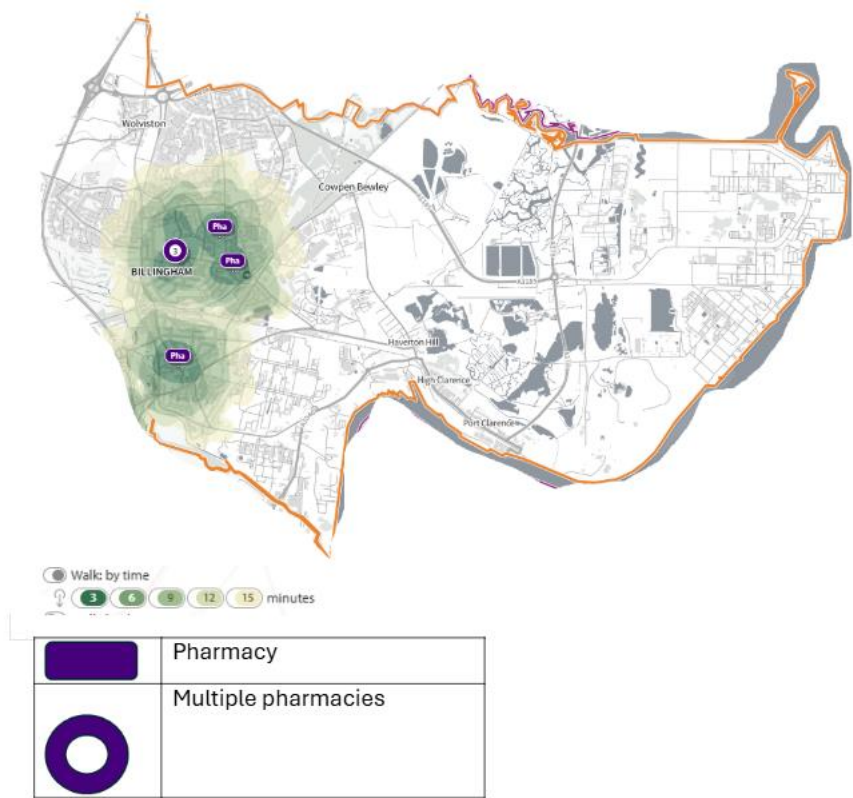 Wolviston
Cowpen Bewley
Pha
3
Pha
BILLINGHAM
A1185
Haverton Hill
Pha
High Clarence
Port Clarence
Walk: by time
3 6 9 12 15 minutes
Pharmacy
Multiple pharmacies